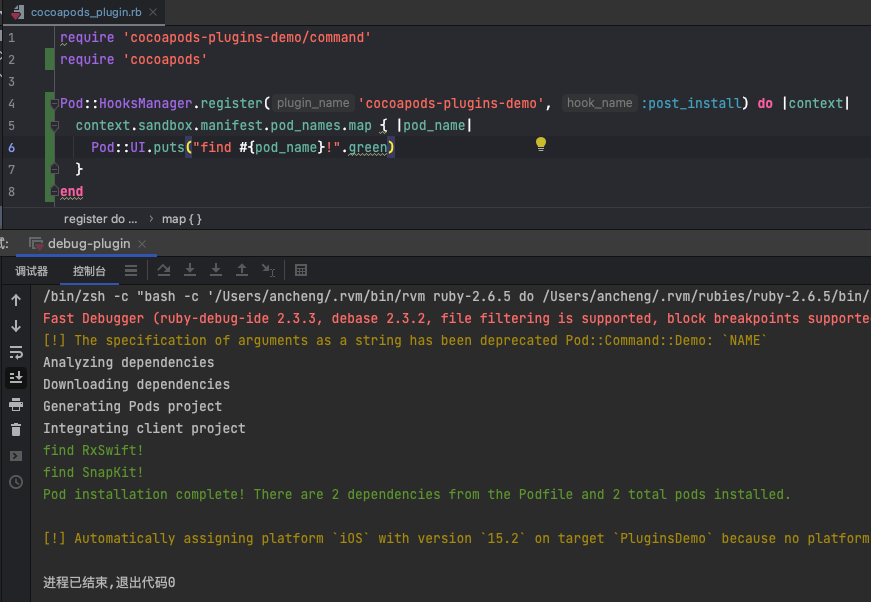 cocoapods_plugin.rb
1 require 'cocoapods-plugins-demo/command'
2 require 'cocoapods'
3
4 Pod::HooksManager.register( plugin_name 'cocoapods-plugins-demo', hook_name :post_install) do |context|
5 context.sandbox.manifest.pod_names.map { |pod_name|
6 Pod::UI.puts("find #{pod_name}!".green)
7 }
8 end
register do ... › map { }
debug-plugin
调试器 控制台
/bin/zsh -c "bash -c '/Users/ancheng/.rvm/bin/rvm ruby-2.6.5 do /Users/ancheng/.rvm/rubies/ruby-2.6.5/bin/
Fast Debugger (ruby-debug-ide 2.3.3, debase 2.3.2, file filtering is supported, block breakpoints supporte
[!] The specification of arguments as a string has been deprecated Pod::Command::Demo: `NAME`
Analyzing dependencies
Downloading dependencies
Generating Pods project
Integrating client project
find RxSwift!
find SnapKit!
Pod installation complete! There are 2 dependencies from the Podfile and 2 total pods installed.
[!] Automatically assigning platform `iOS` with version `15.2` on target `PluginsDemo` because no platform
进程已结束,退出代码0